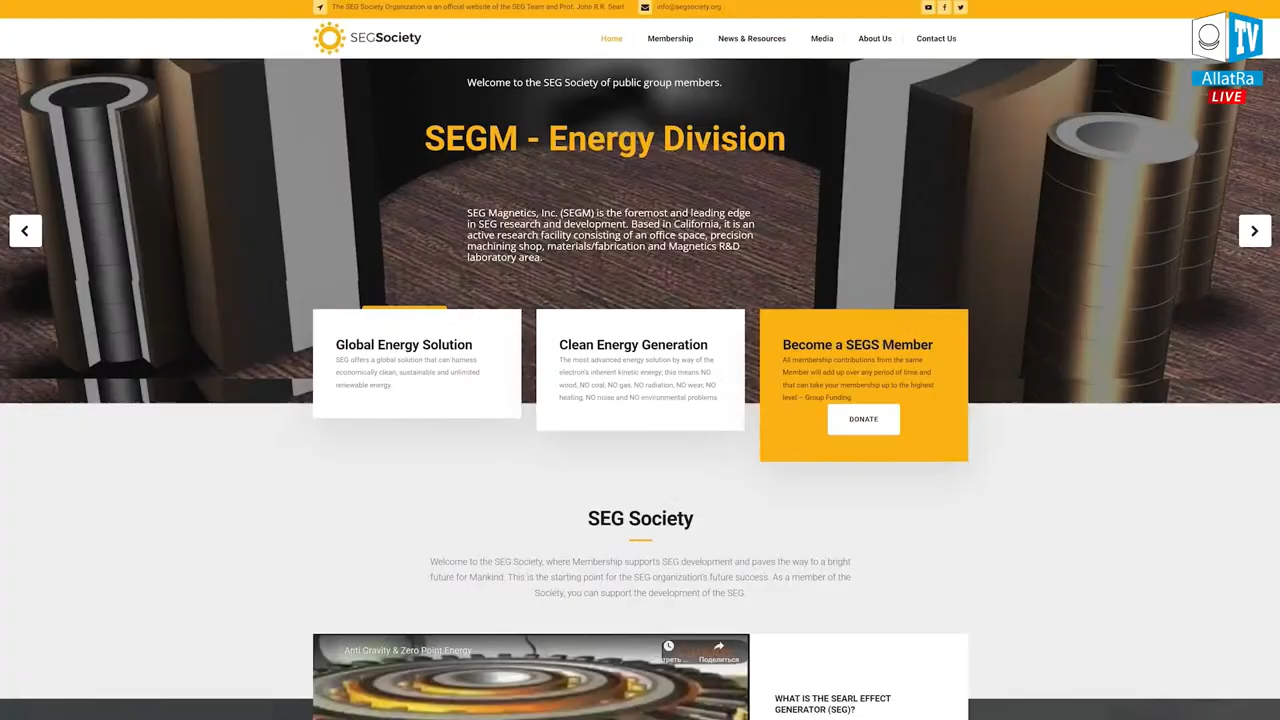 The SEG Society Organization is an official website of the SEG Team and Prof. John R.R. Searl
info@segsociety.org
SEGSociety
Home
Membership
News & Resources
Media
About Us
Contact Us
TV
AllatRa
LIVE
Welcome to the SEG Society of public group members.
SEGM - Energy Division
SEG Magnetics, Inc. (SEGM) is the foremost and leading edge
in SEG research and development. Based in California, it is an
active research facility consisting of an office space, precision
machining shop, materials/fabrication and Magnetics R&D
laboratory area.
Global Energy Solution
SEG offers a global solution that can harness
economically clean, sustainable and unlimited
renewable energy.
Clean Energy Generation
The most advanced energy solution by way of the
electron's inherent kinetic energy; this means NO
wood, NO coal, NO gas, NO radiation, NO wear, NO
heating, NO noise and NO environmental problems
Become a SEGS Member
All membership contributions from the same
Member will add up over any period of time and
that can take your membership up to the highest
level – Group Funding
DONATE
SEG Society
Welcome to the SEG Society, where Membership supports SEG development and paves the way to a bright
future for Mankind. This is the starting point for the SEG organization's future success. As a member of the
Society, you can support the development of the SEG.
Anti Gravity & Zero Point Energy
Поделиться
WHAT IS THE SEARL EFFECT
GENERATOR (SEG)?